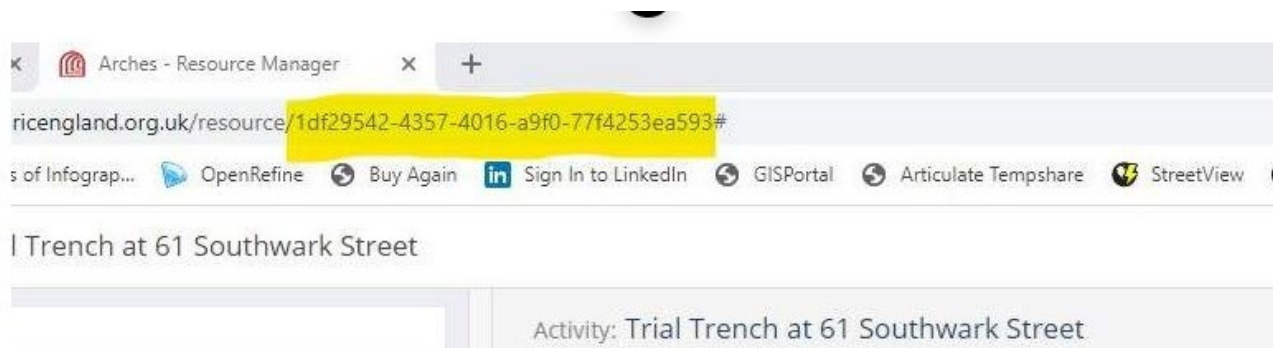 × Arches - Resource Manager × +
ricengland.org.uk/resource/1df29542-4357-4016-a9f0-77f4253ea593#
s of Infograp... OpenRefine Buy Again in Sign In to LinkedIn GISPortal Articulate Tempshare StreetView
l Trench at 61 Southwark Street
Activity: Trial Trench at 61 Southwark Street